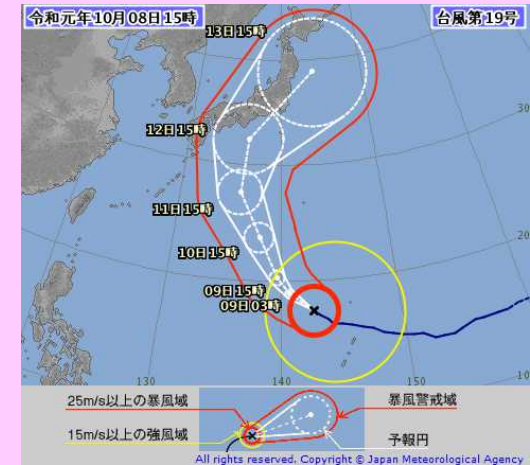 令和元年10月08日15時
台風第19号
13日15時
30
12日15時
11日15時
20
10日15時
09日15時
09日03時
130
140
150
10
25m/s以上の暴風域
暴風警戒域
15m/s以上の強風域
予報円
All rights reserved. Copyright © Japan Meteorological Agency